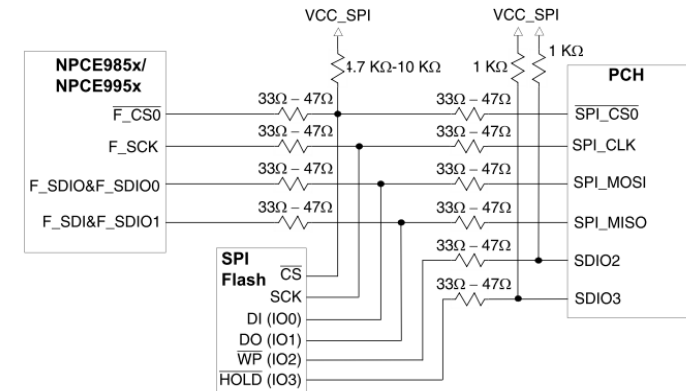 VCC_SPI
VCC_SPI
4.7 KΩ-10 KΩ
1 KΩ
1 KΩ
NPCE985x/
NPCE995x
PCH
F_CS0
33Ω – 47Ω
33Ω – 47Ω
SPI_CS0
F_SCK
33Ω – 47Ω
33Ω – 47Ω
SPI_CLK
F_SDIO&F_SDIO0
33Ω – 47Ω
33Ω – 47Ω
SPI_MOSI
F_SDI&F_SDIO1
33Ω – 47Ω
33Ω – 47Ω
SPI_MISO
33Ω – 47Ω
SDIO2
33Ω – 47Ω
SDIO3
SPI
Flash
CS
SCK
DI (IO0)
DO (IO1)
WP (IO2)
HOLD (IO3)